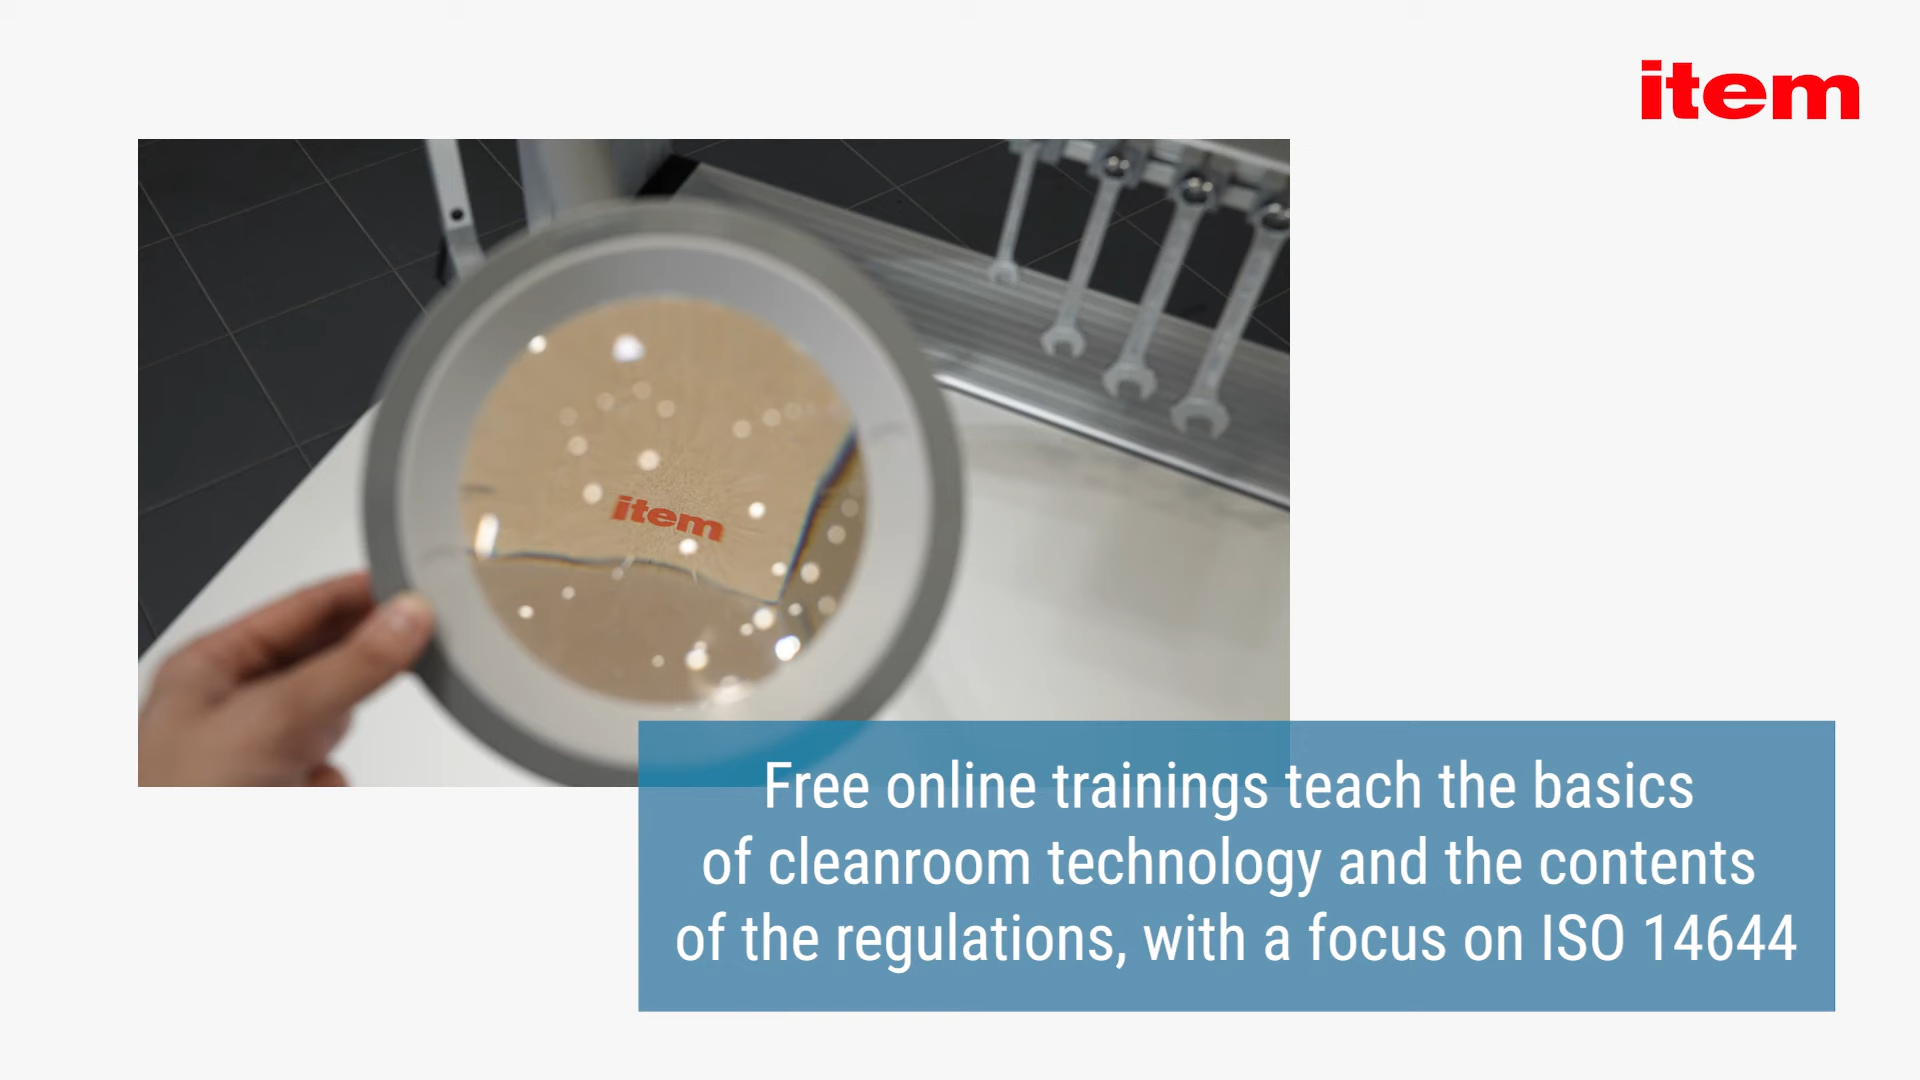 item
item
Free online trainings teach the basics
of cleanroom technology and the contents
of the regulations, with a focus on ISO 14644